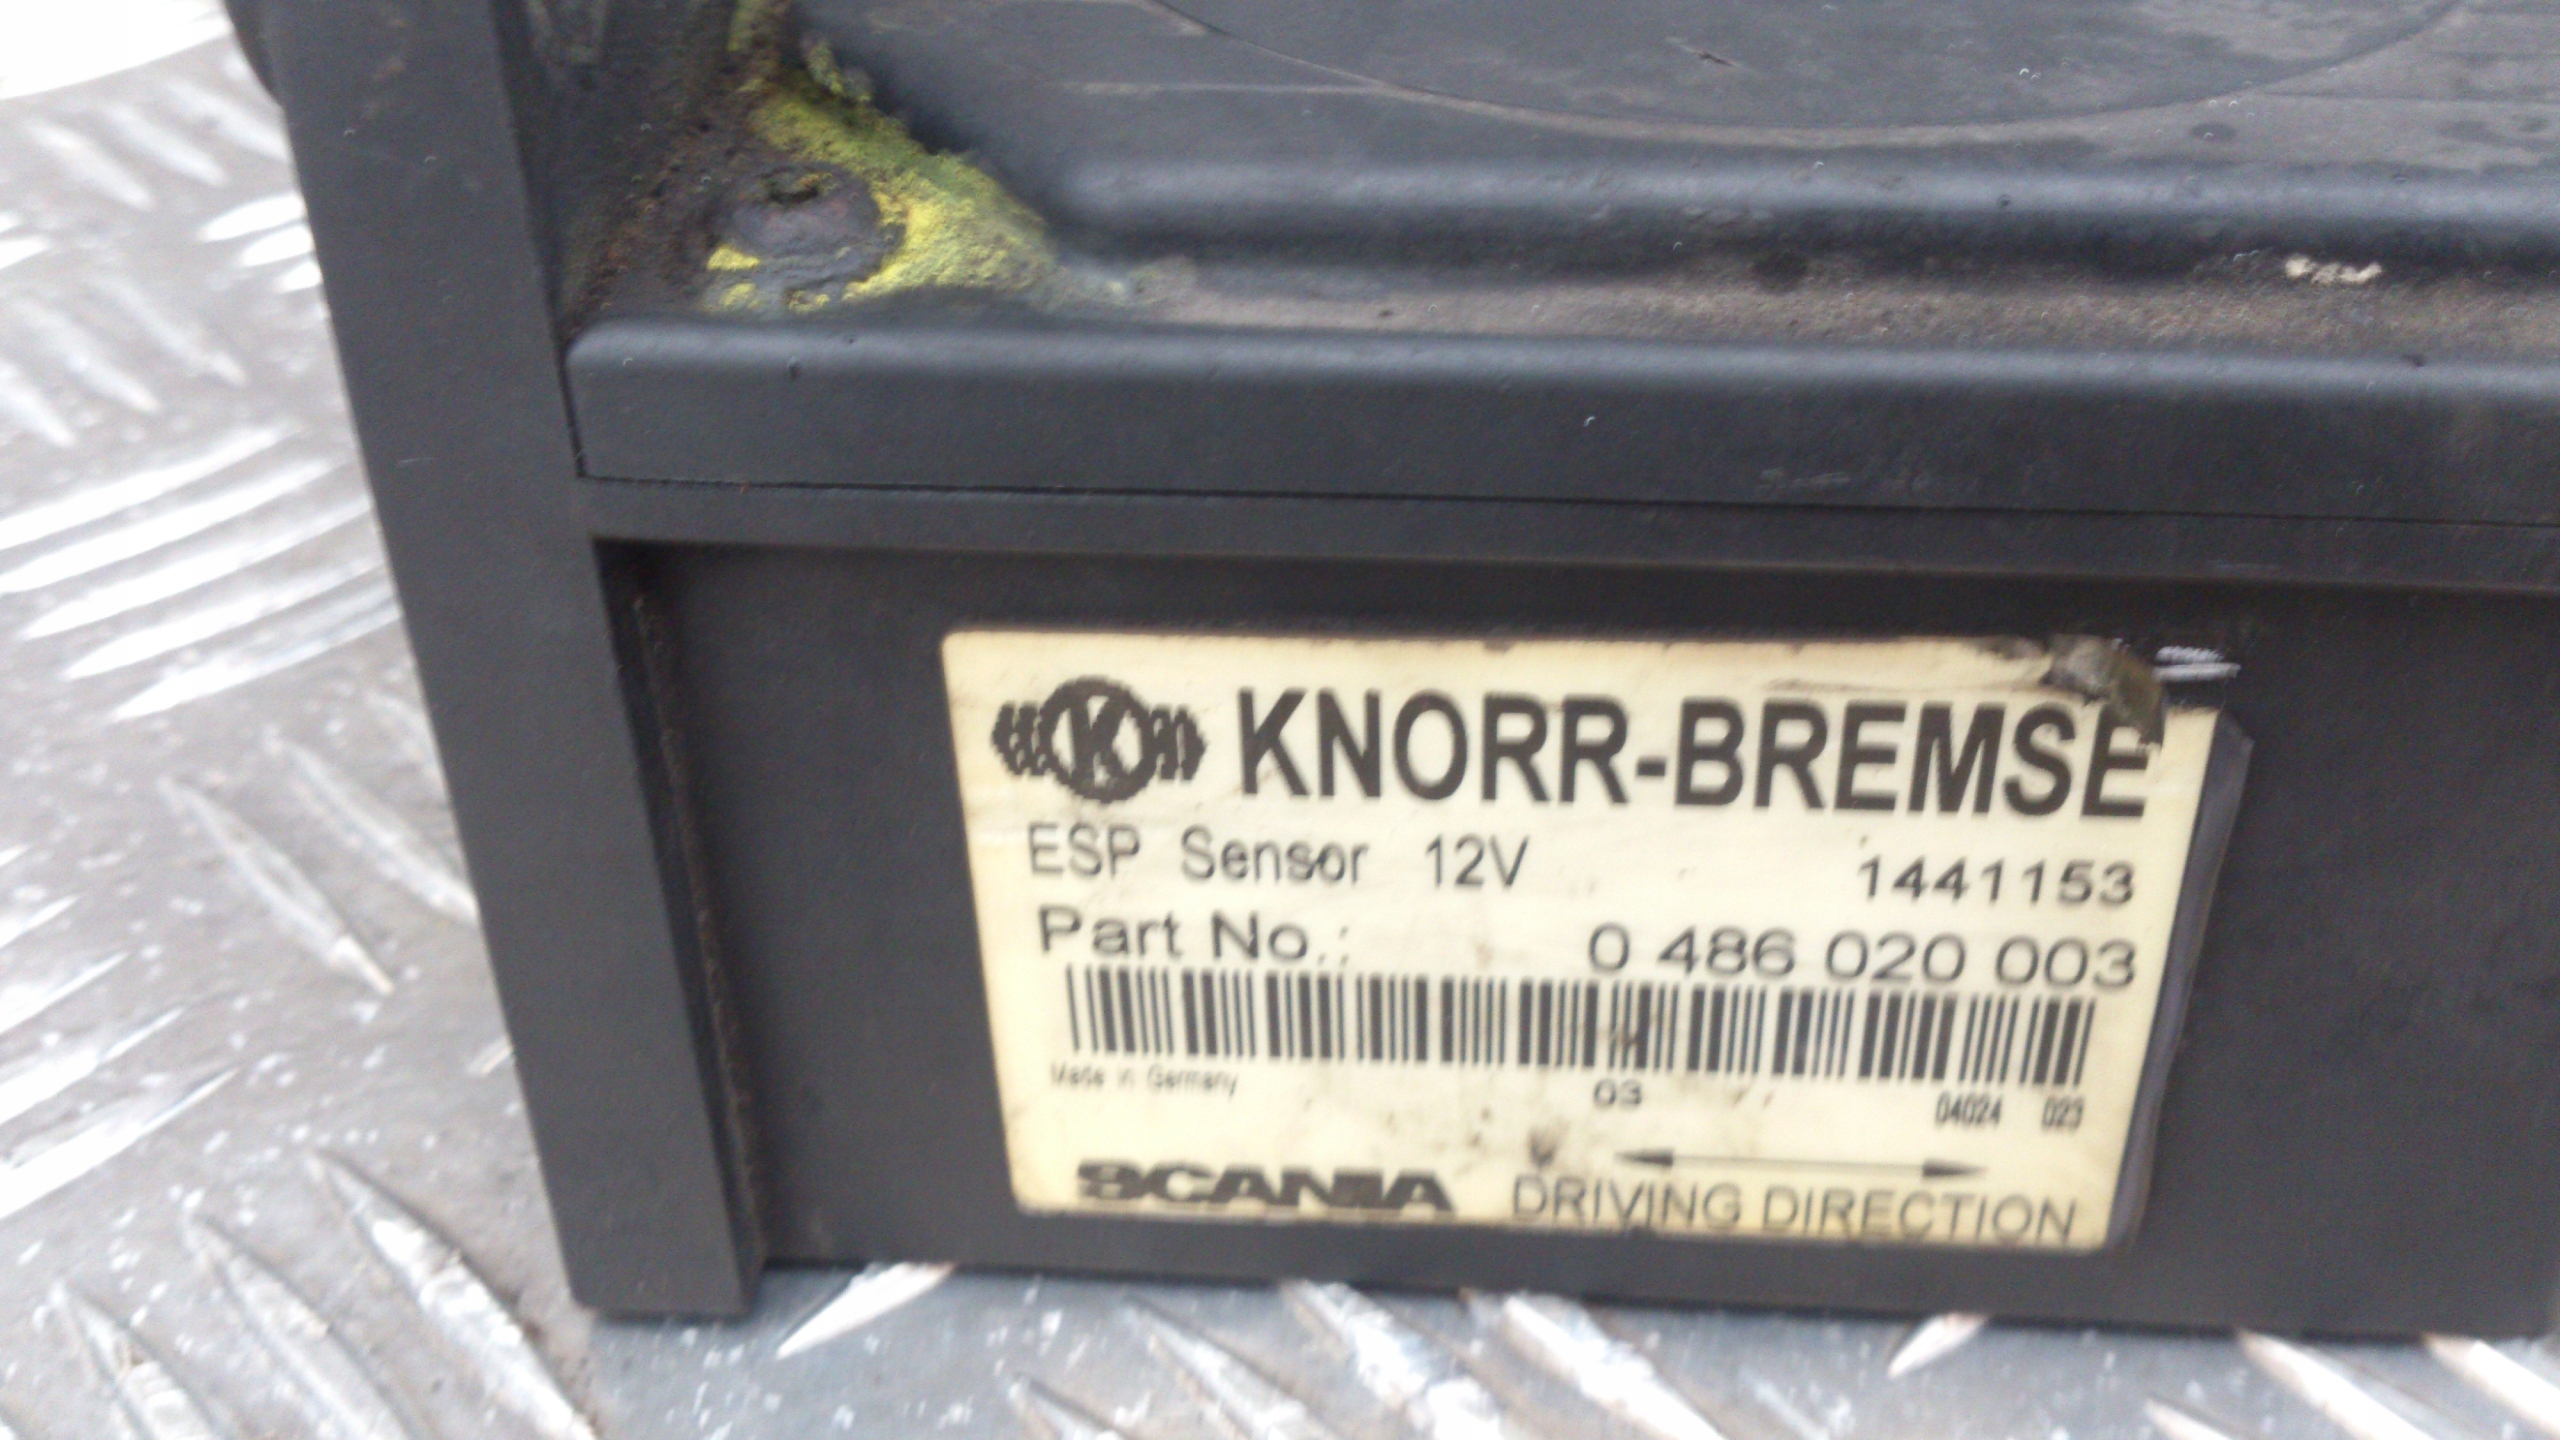 KNORR-BREMSE
ESP Sensor 12V 1441153
Part No.: 0 486 020 003
Made in Germany 03 04024 023
SCANIA DRIVING DIRECTION